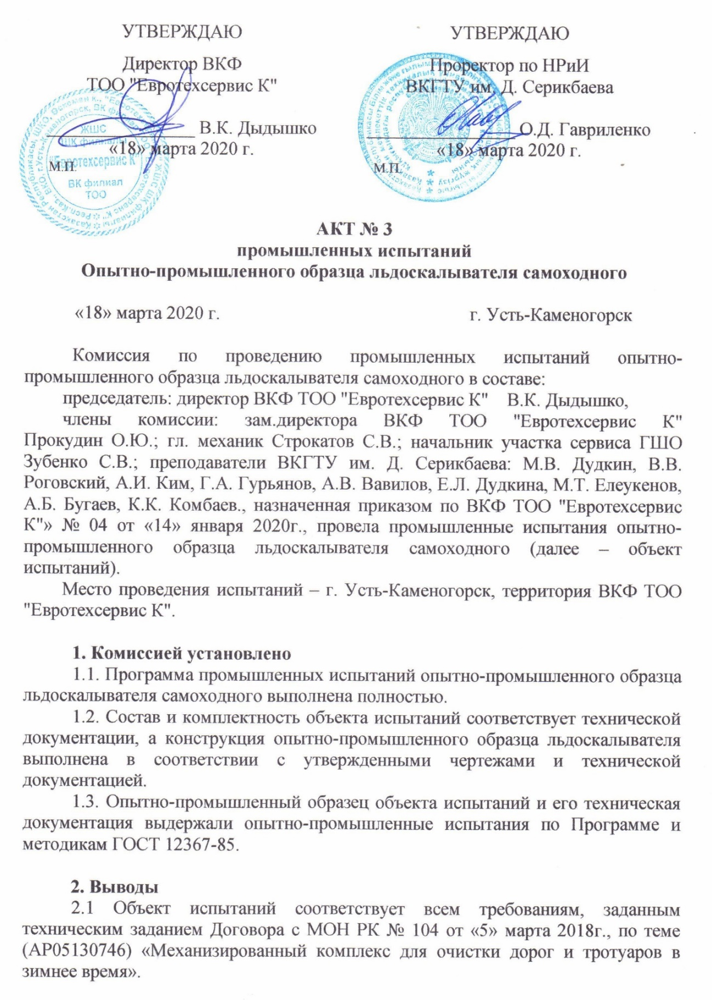 УТВЕРЖДАЮ
Директор ВКФ
ТОО "Евротехсервис К"
В.К. Дыдышко
«18» марта 2020 г.
М.П.
ЖШС
ШК филиалы
"Евротехсервис К"
ВК филиал
ТОО
УТВЕРЖДАЮ
Проректор по НРиИ
ВКГТУ им. Д. Серикбаева
О.Д. Гавриленко
«18» марта 2020 г.
М.П.
АКТ № 3
промышленных испытаний
Опытно-промышленного образца льдоскалывателя самоходного
«18» марта 2020 г. г. Усть-Каменогорск
Комиссия по проведению промышленных испытаний опытно-
промышленного образца льдоскалывателя самоходного в составе:
председатель: директор ВКФ ТОО "Евротехсервис К" В.К. Дыдышко,
члены комиссии: зам.директора ВКФ ТОО "Евротехсервис К"
Прокудин О.Ю.; гл. механик Строкатов С.В.; начальник участка сервиса ГШО
Зубенко С.В.; преподаватели ВКГТУ им. Д. Серикбаева: М.В. Дудкин, В.В.
Роговский, А.И. Ким, Г.А. Гурьянов, А.В. Вавилов, Е.Л. Дудкина, М.Т. Елеукенов,
А.Б. Бугаев, К.К. Комбаев., назначенная приказом по ВКФ ТОО "Евротехсервис
К"» № 04 от «14» января 2020г., провела промышленные испытания опытно-
промышленного образца льдоскалывателя самоходного (далее – объект
испытаний).
Место проведения испытаний – г. Усть-Каменогорск, территория ВКФ ТОО
"Евротехсервис К".
1. Комиссией установлено
1.1. Программа промышленных испытаний опытно-промышленного образца
льдоскалывателя самоходного выполнена полностью.
1.2. Состав и комплектность объекта испытаний соответствует технической
документации, а конструкция опытно-промышленного образца льдоскалывателя
выполнена в соответствии с утвержденными чертежами и технической
документацией.
1.3. Опытно-промышленный образец объекта испытаний и его техническая
документация выдержали опытно-промышленные испытания по Программе и
методикам ГОСТ 12367-85.
2. Выводы
2.1 Объект испытаний соответствует всем требованиям, заданным
техническим заданием Договора с МОН РК № 104 от «5» марта 2018г., по теме
(АР05130746) «Механизированный комплекс для очистки дорог и тротуаров в
зимнее время».